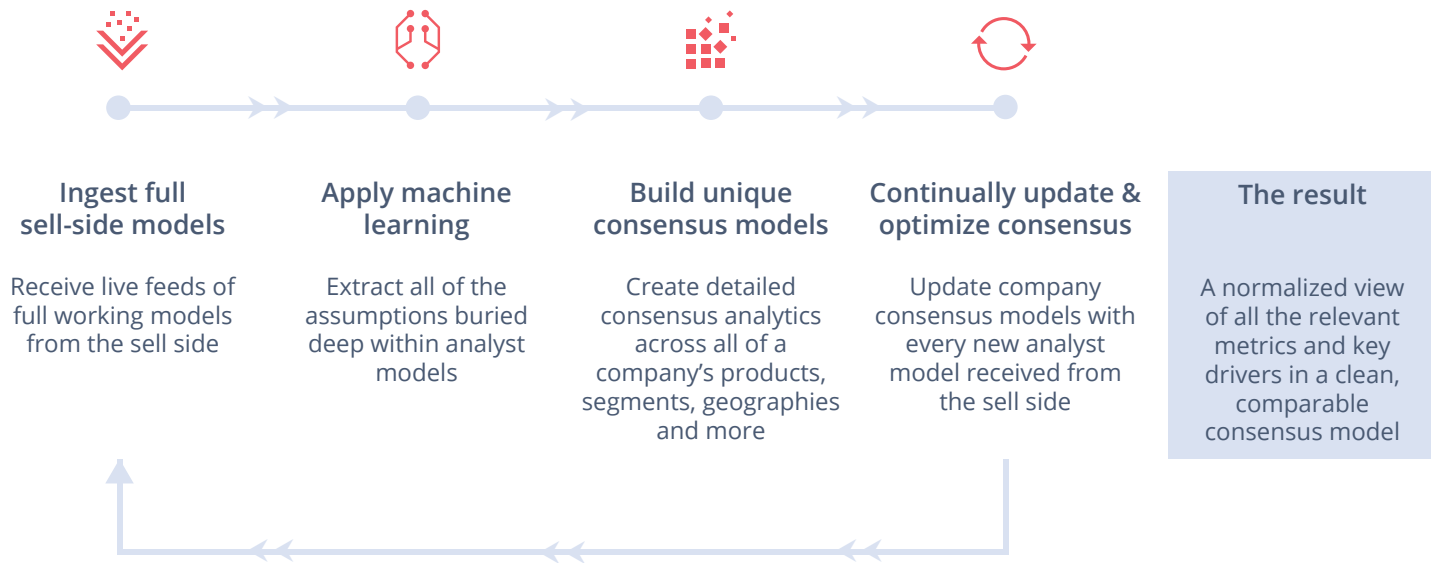 Ingest full
sell-side models
Receive live feeds of
full working models
from the sell side
Apply machine
learning
Extract all of the
assumptions buried
deep within analyst
models
Build unique
consensus models
Create detailed
consensus analytics
across all of a
company’s products,
segments, geographies
and more
Continually update &
optimize consensus
Update company
consensus models with
every new analyst
model received from
the sell side
The result
A normalized view
of all the relevant
metrics and key
drivers in a clean,
comparable
consensus model